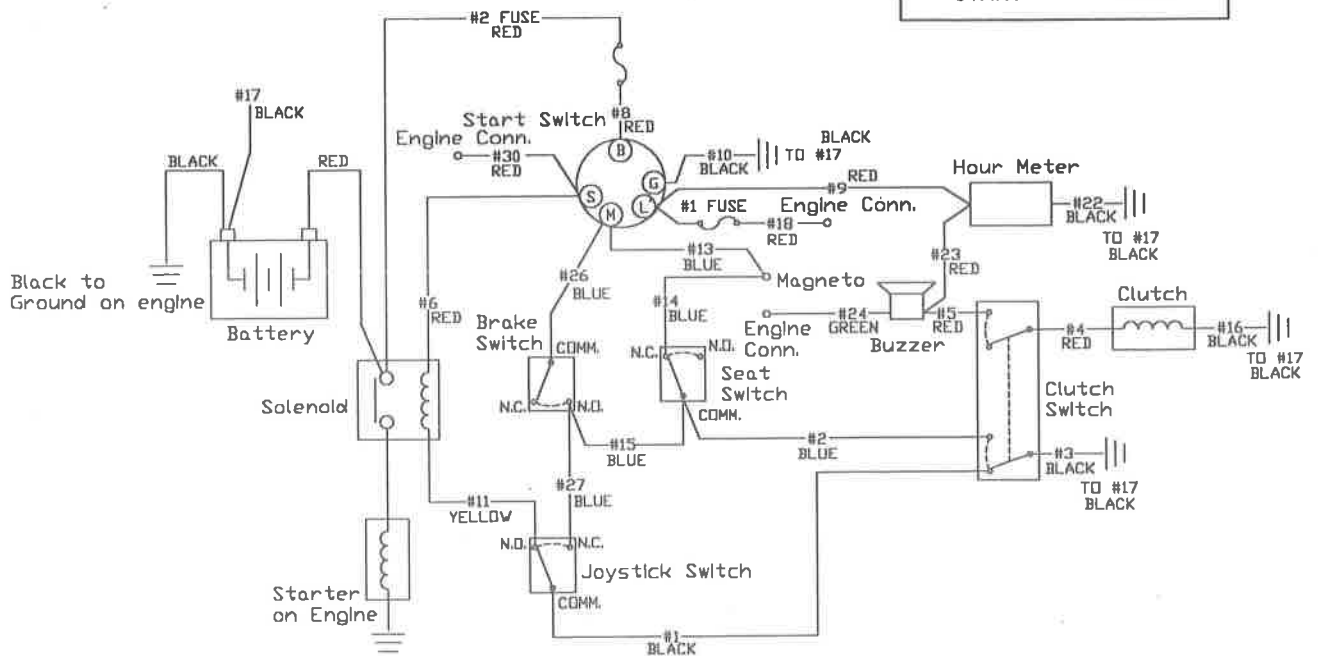 #2 FUSE
RED
#17
BLACK
Start Switch
#8
RED
Engine Conn.
#30
RED
B
S
M
L'
G
#10
BLACK
BLACK
TO #17
BLACK
RED
RED
#9
Hour Meter
#1 FUSE
Engine Conn.
#18
RED
#22
BLACK
TO #17
BLACK
#13
BLUE
#23
RED
#26
BLUE
Magneto
Black to
Ground on engine
Battery
#6
RED
#14
BLUE
#24
GREEN
Engine
Conn.
#5
RED
Buzzer
Clutch
#4
RED
#16
BLACK
TO #17
BLACK
Brake
Switch
COMM.
N.C.
N.O.
N.C.
N.O.
Seat
Switch
COMM.
Clutch
Switch
Solenoid
#15
BLUE
#2
BLUE
#3
BLACK
TO #17
BLACK
#27
BLUE
#11
YELLOW
N.O.
N.C.
Joystick Switch
COMM.
Starter
on Engine
#1
BLACK